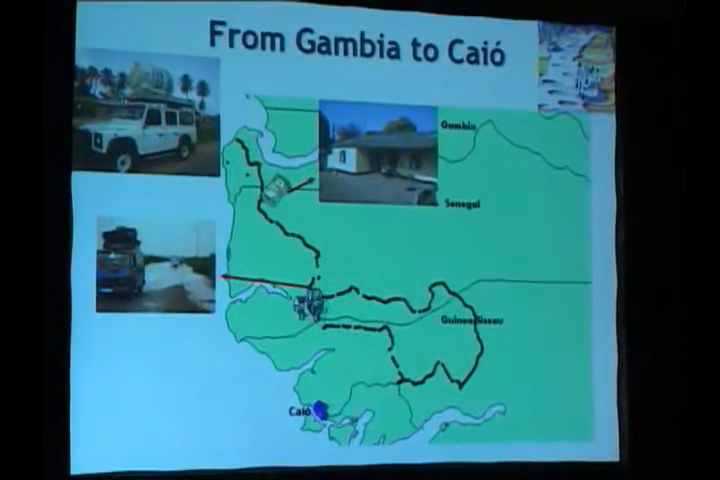 From Gambia to Caió
Gambia
Senegal
Guinea Bissau
Caió